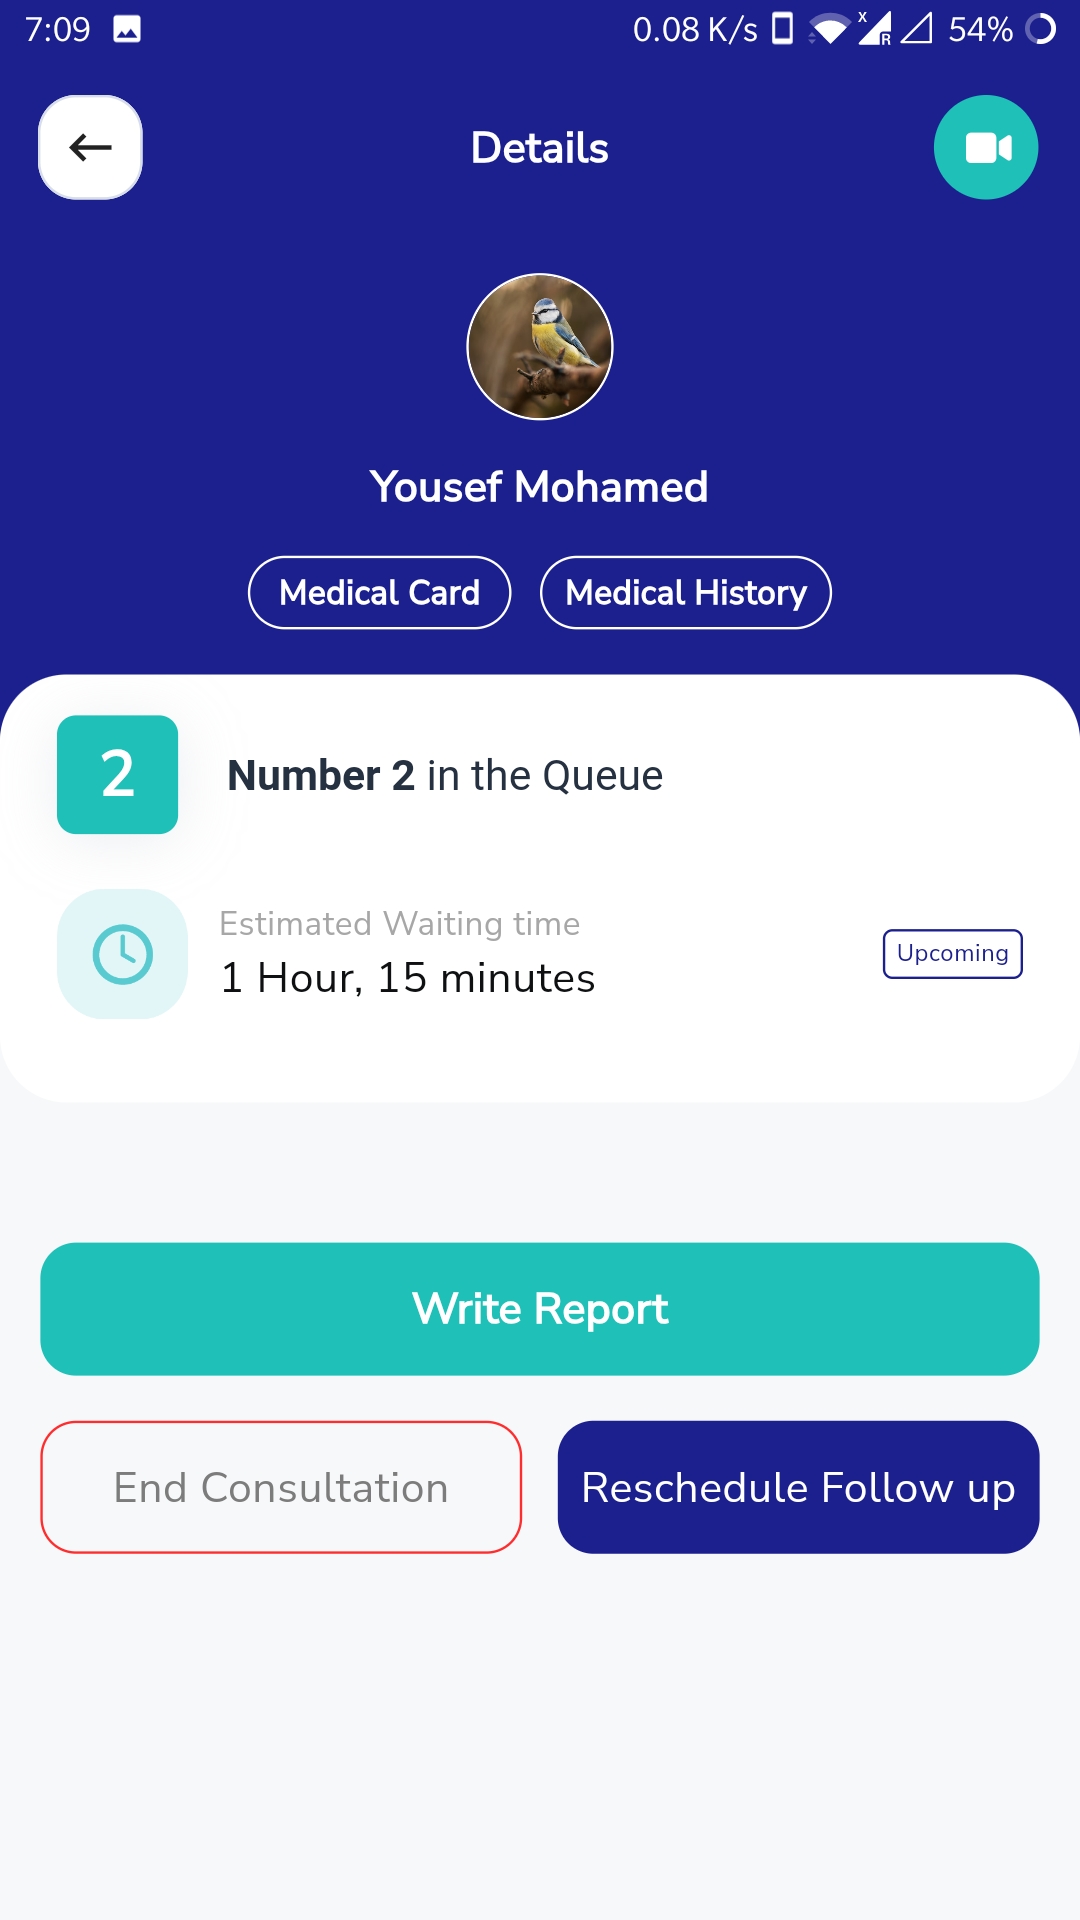 7:09 0.08 K/s X R 54%
Details
Yousef Mohamed
Medical Card Medical History
2 Number 2 in the Queue
Estimated Waiting time
1 Hour, 15 minutes
Upcoming
Write Report
End Consultation Reschedule Follow up